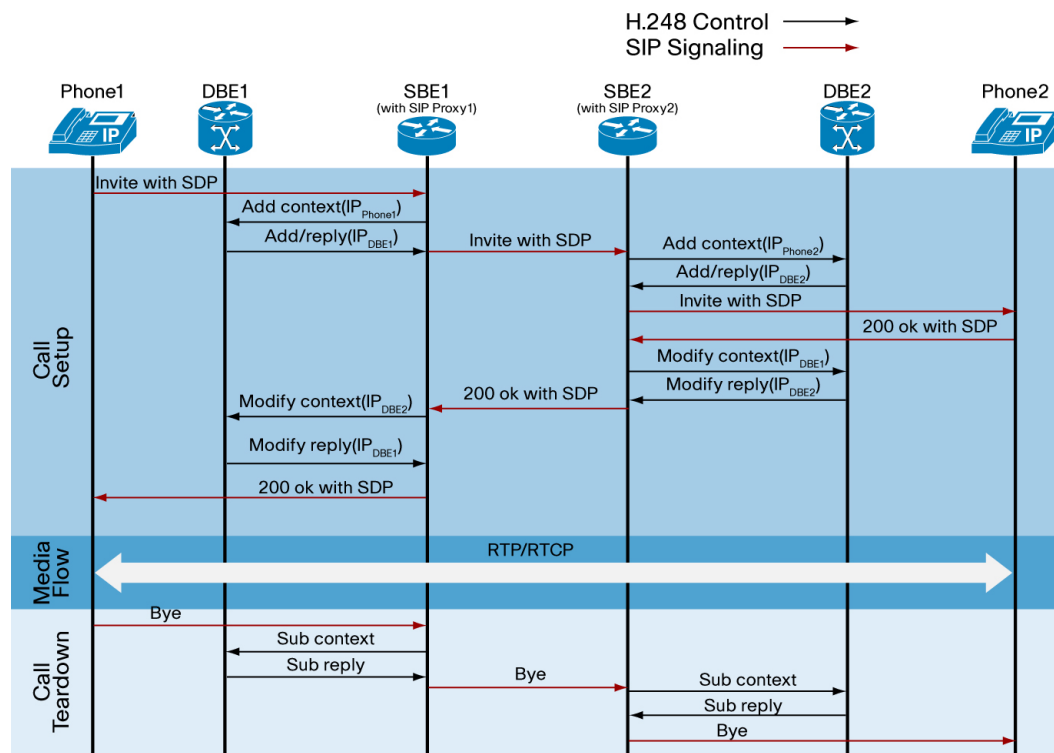 H.248 Control
SIP Signaling
Phone1
DBE1
SBE1
(with SIP Proxy1)
SBE2
(with SIP Proxy2)
DBE2
Phone2
IP
IP
Call
Setup
Invite with SDP
Add context(IPPhone1)
Add/reply(IPDBE1)
Invite with SDP
Add context(IPPhone2)
Add/reply(IPDBE2)
Invite with SDP
200 ok with SDP
Modify context(IPDBE1)
Modify reply(IPDBE2)
200 ok with SDP
Modify context(IPDBE2)
Modify reply(IPDBE1)
200 ok with SDP
Media
Flow
RTP/RTCP
Call
Teardown
Bye
Sub context
Sub reply
Bye
Sub context
Sub reply
Bye